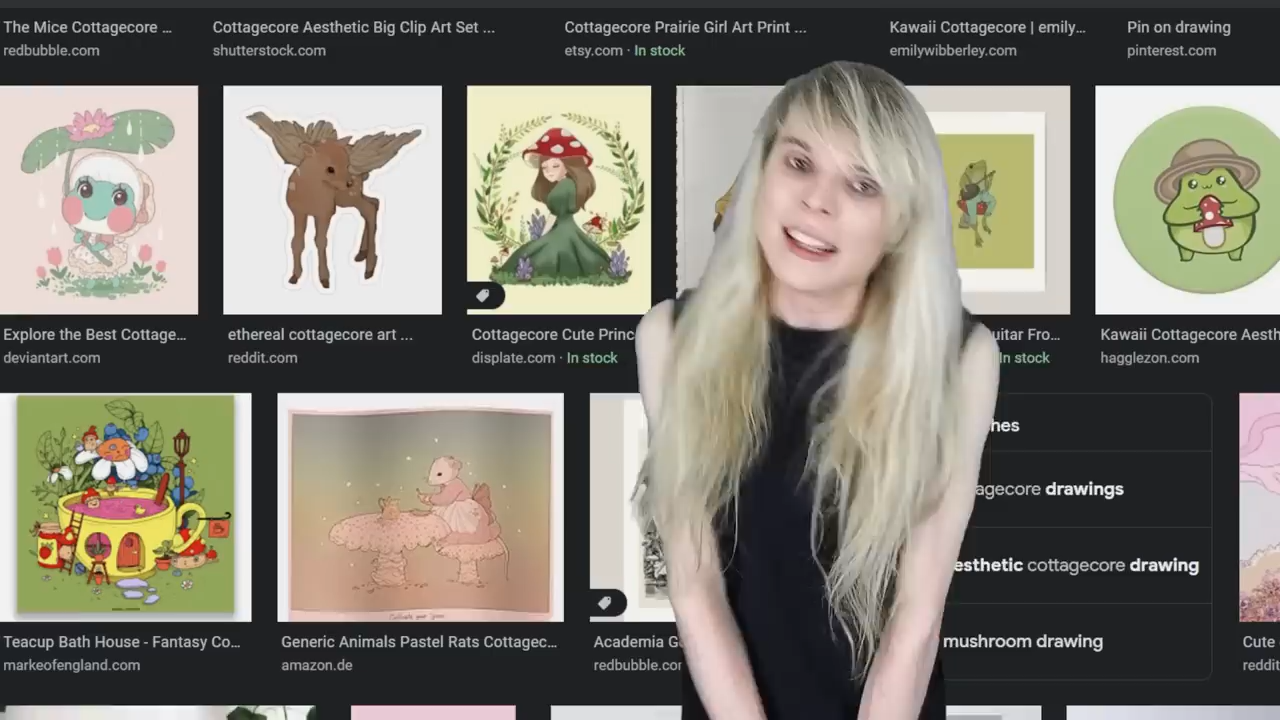 The Mice Cottagecore ...
redbubble.com
Cottagecore Aesthetic Big Clip Art Set ...
shutterstock.com
Cottagecore Prairie Girl Art Print ...
etsy.com · In stock
Kawaii Cottagecore | emily...
emilywibberley.com
Pin on drawing
pinterest.com
Explore the Best Cottage...
deviantart.com
ethereal cottagecore art ...
reddit.com
Cottagecore Cute Princ
displate.com · In stock
uitar Fro...
In stock
Kawaii Cottagecore Aesth
hagglezon.com
hes
agecore drawings
esthetic cottagecore drawing
mushroom drawing
Teacup Bath House - Fantasy Co...
markeofengland.com
Generic Animals Pastel Rats Cottagec...
amazon.de
Academia G
redbubble.co
Cute
reddit